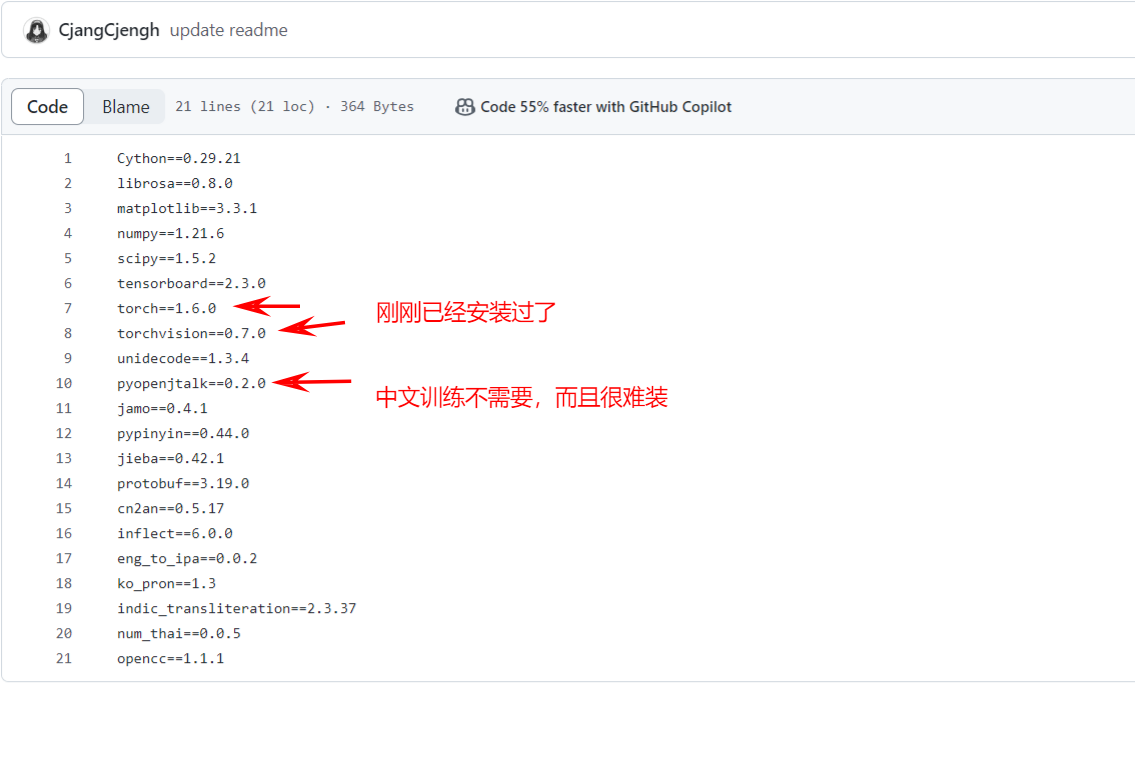 CjangCjengh update readme
Code Blame 21 lines (21 loc) · 364 Bytes Code 55% faster with GitHub Copilot
1 Cython==0.29.21
2 librosa==0.8.0
3 matplotlib==3.3.1
4 numpy==1.21.6
5 scipy==1.5.2
6 tensorboard==2.3.0
7 torch==1.6.0
刚刚已经安装过了
8 torchvision==0.7.0
9 unidecode==1.3.4
10 pyopenjtalk==0.2.0
中文训练不需要，而且很难装
11 jamo==0.4.1
12 pypinyin==0.44.0
13 jieba==0.42.1
14 protobuf==3.19.0
15 cn2an==0.5.17
16 inflect==6.0.0
17 eng_to_ipa==0.0.2
18 ko_pron==1.3
19 indic_transliteration==2.3.37
20 num_thai==0.0.5
21 opencc==1.1.1